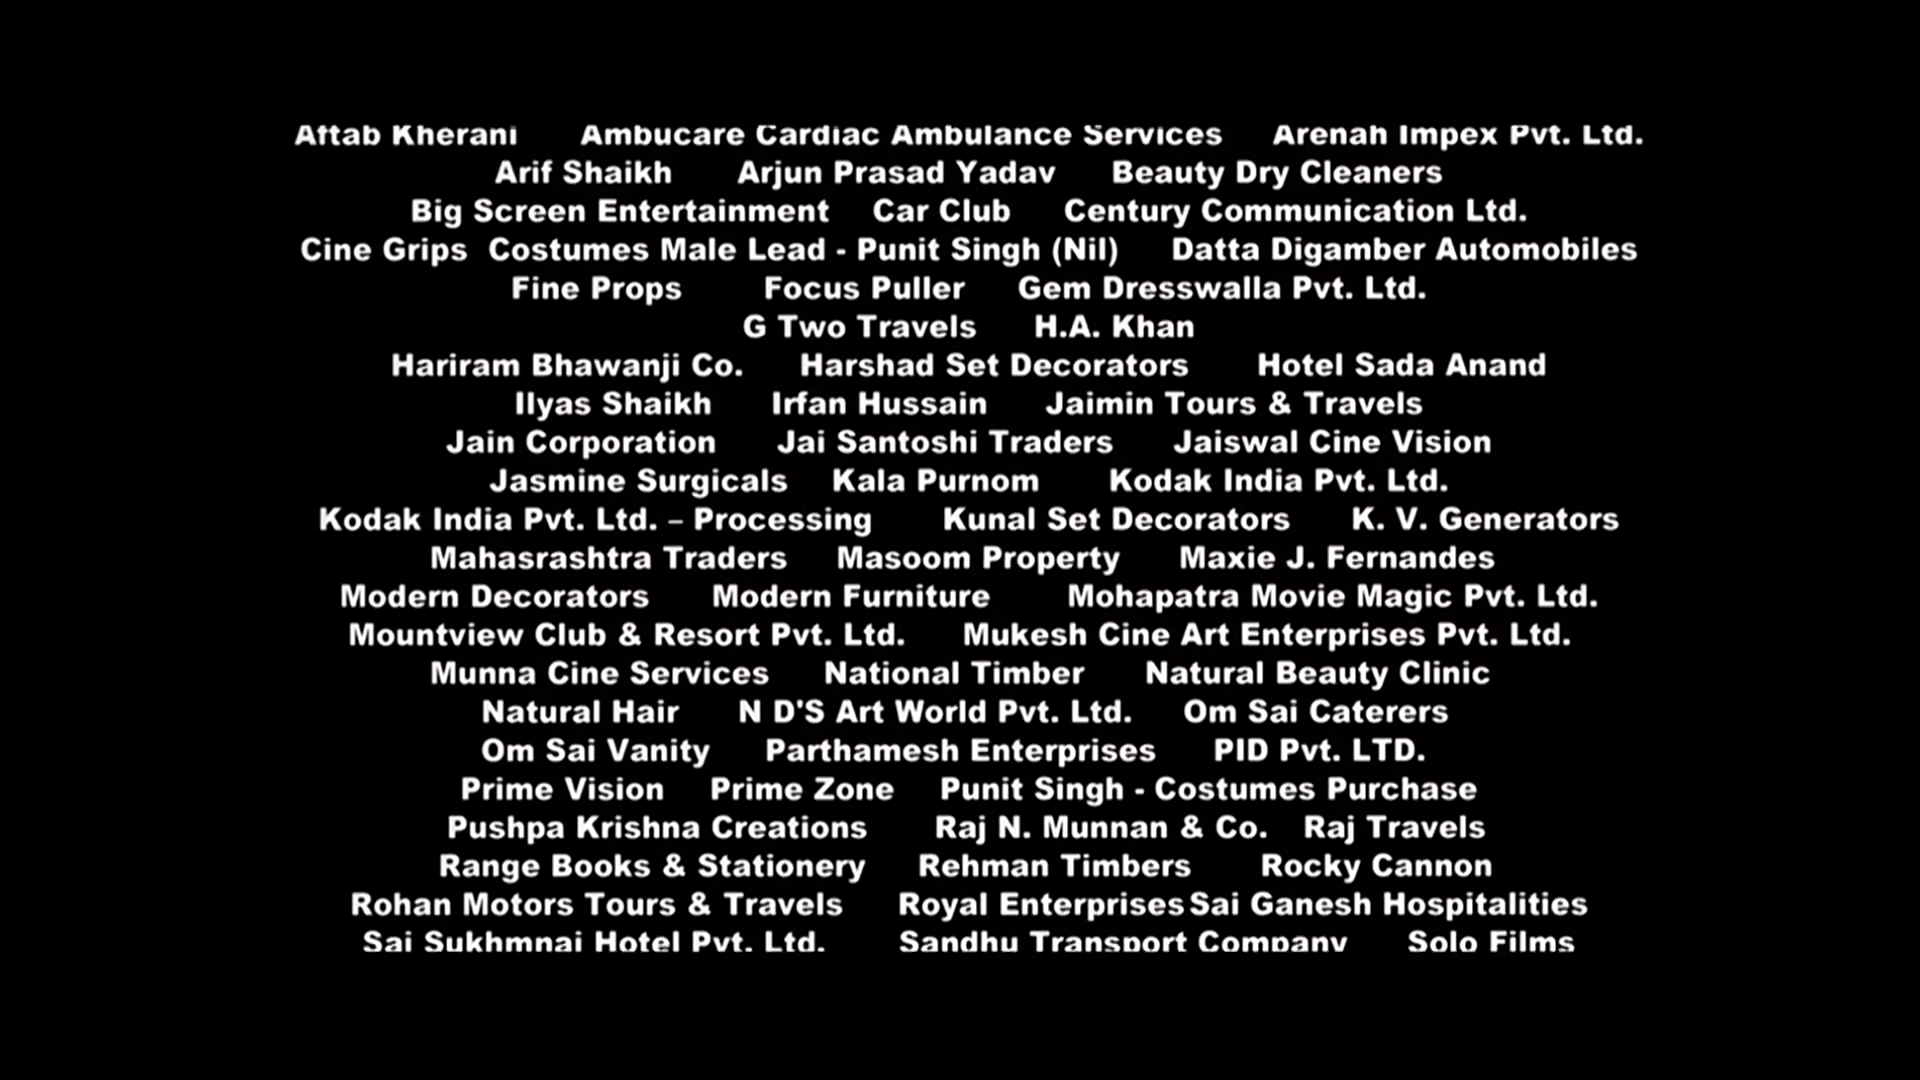 Aftab Kherani Ambucare Cardiac Ambulance Services Arenah Impex Pvt. Ltd.
Arif Shaikh Arjun Prasad Yadav Beauty Dry Cleaners
Big Screen Entertainment Car Club Century Communication Ltd.
Cine Grips Costumes Male Lead - Punit Singh (Nil) Datta Digamber Automobiles
Fine Props Focus Puller Gem Dresswalla Pvt. Ltd.
G Two Travels H.A. Khan
Hariram Bhawanji Co. Harshad Set Decorators Hotel Sada Anand
Ilyas Shaikh Irfan Hussain Jaimin Tours & Travels
Jain Corporation Jai Santoshi Traders Jaiswal Cine Vision
Jasmine Surgicals Kala Purnom Kodak India Pvt. Ltd.
Kodak India Pvt. Ltd. – Processing Kunal Set Decorators K. V. Generators
Mahasrashtra Traders Masoom Property Maxie J. Fernandes
Modern Decorators Modern Furniture Mohapatra Movie Magic Pvt. Ltd.
Mountview Club & Resort Pvt. Ltd. Mukesh Cine Art Enterprises Pvt. Ltd.
Munna Cine Services National Timber Natural Beauty Clinic
Natural Hair N D'S Art World Pvt. Ltd. Om Sai Caterers
Om Sai Vanity Parthamesh Enterprises PID Pvt. LTD.
Prime Vision Prime Zone Punit Singh - Costumes Purchase
Pushpa Krishna Creations Raj N. Munnan & Co. Raj Travels
Range Books & Stationery Rehman Timbers Rocky Cannon
Rohan Motors Tours & Travels Royal Enterprises Sai Ganesh Hospitalities
Sai Sukhmnai Hotel Pvt. Ltd. Sandhu Transport Company Solo Films